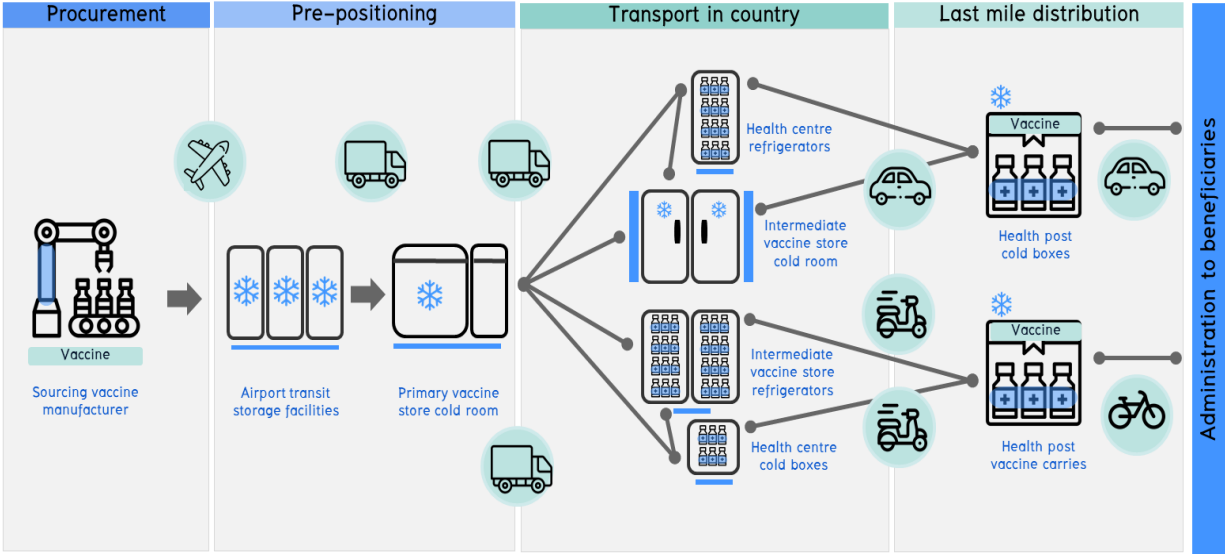 Procurement
Pre-positioning
Transport in country
Last mile distribution
Vaccine
Sourcing vaccine
manufacturer
Airport transit
storage facilities
Primary vaccine
store cold room
Health centre
refrigerators
Intermediate
vaccine store
cold room
Intermediate
vaccine store
refrigerators
Health centre
cold boxes
Vaccine
Health post
cold boxes
Vaccine
Health post
vaccine carries
Administration to beneficiaries